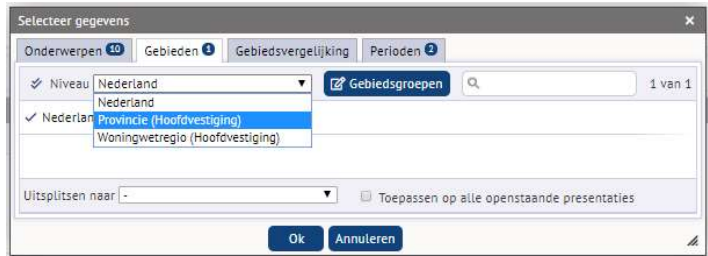 Selecteer gegevens ×
Onderwerpen 10 Gebieden 1 Gebiedsvergelijking Perioden 2
Niveau Nederland Gebiedsgroepen 1 van 1
Nederland
Nederlan Provincie (Hoofdvestiging)
Woningwetregio (Hoofdvestiging)
Uitsplitsen naar - Toepassen op alle openstaande presentaties
Ok Annuleren